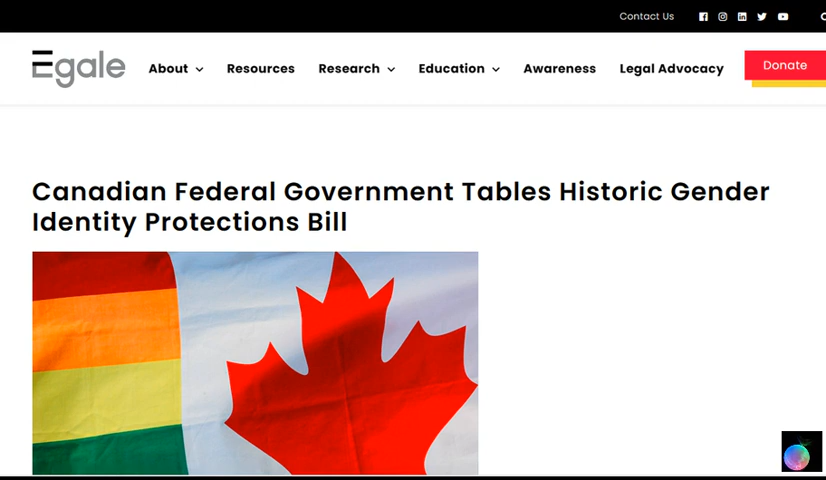 Contact Us
Egale
About
Resources
Research
Education
Awareness
Legal Advocacy
Donate
Canadian Federal Government Tables Historic Gender
Identity Protections Bill